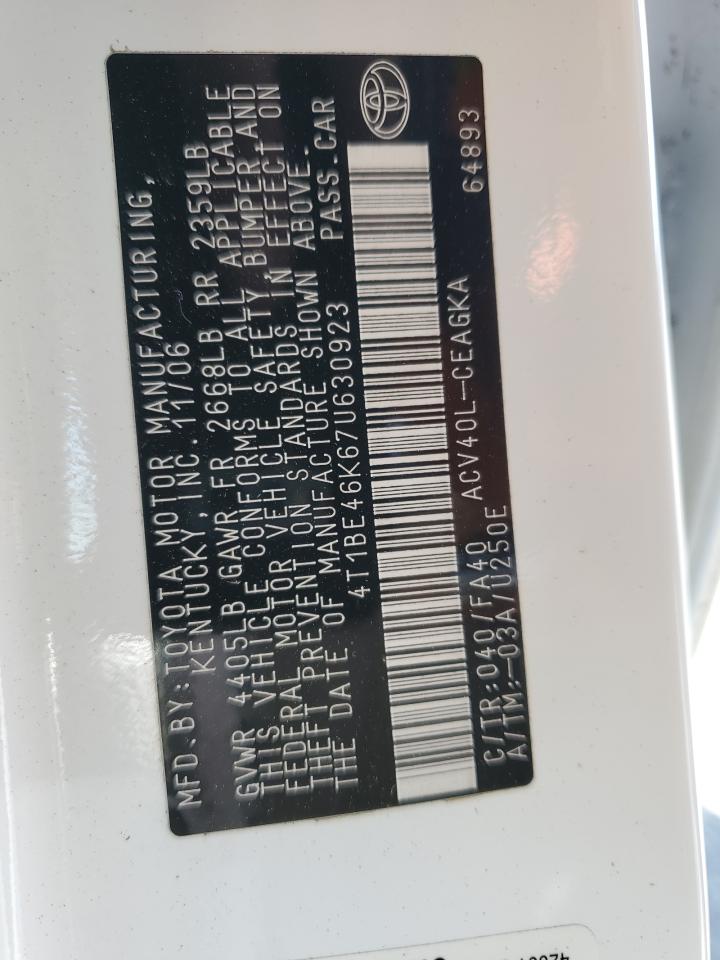 MFD.BY:TOYOTA MOTOR MANUFACTURING,
KENTUCKY,INC.11/06
GVWR 4405LB GAWR FR 2668LB RR 2359LB
THIS VEHICLE CONFORMS TO ALL APPLICABLE
FEDERAL MOTOR VEHICLE SAFETY,BUMPER,AND
THEFT PREVENTION STANDARDS IN EFFECT ON
THE DATE OF MANUFACTURE SHOWN ABOVE.
4T1BE46K67U630923 PASS.CAR
C/TR:040/FA40 ACV40L-CEAGKA 64893
A/TM:-03A/U250E